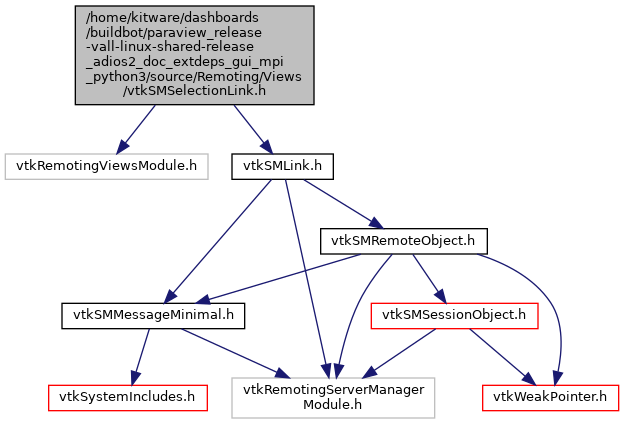 /home/kitware/dashboards
/buildbot/paraview_release
-vall-linux-shared-release
_adios2_doc_extdeps_gui_mpi
_python3/source/Remoting/Views
/vtkSMSelectionLink.h
vtkRemotingViewsModule.h
vtkSMLink.h
vtkSMRemoteObject.h
vtkSMMessageMinimal.h
vtkSMSessionObject.h
vtkSystemIncludes.h
vtkRemotingServerManager
Module.h
vtkWeakPointer.h